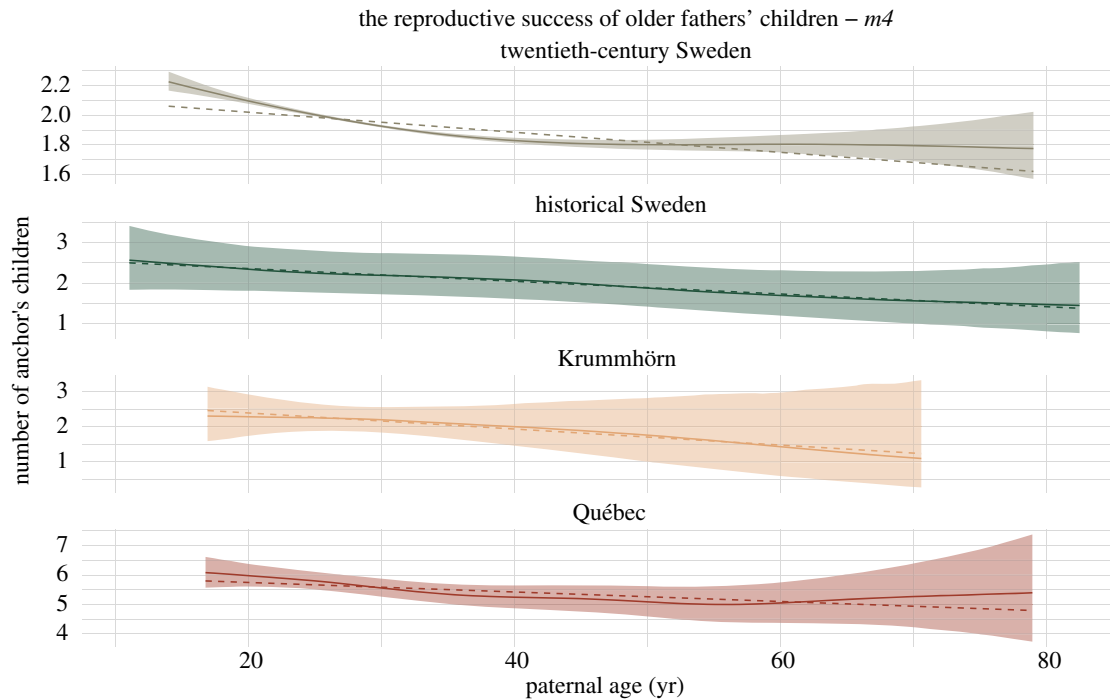 the reproductive success of older fathers’ children – m4
twentieth-century Sweden
2.2
2.0
1.8
1.6
historical Sweden
3
2
1
Krummhörn
3
2
1
Québec
7
6
5
4
number of anchor's children
20 40 60 80
paternal age (yr)